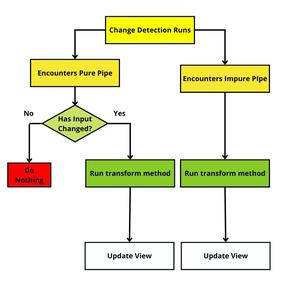 Change Detection Runs
Encounters Pure Pipe
Encounters Impure PIpe
No
Has Input
Changed?
Yes
Do
Nothing
Run transform method
Run transform method
Update View
Update View